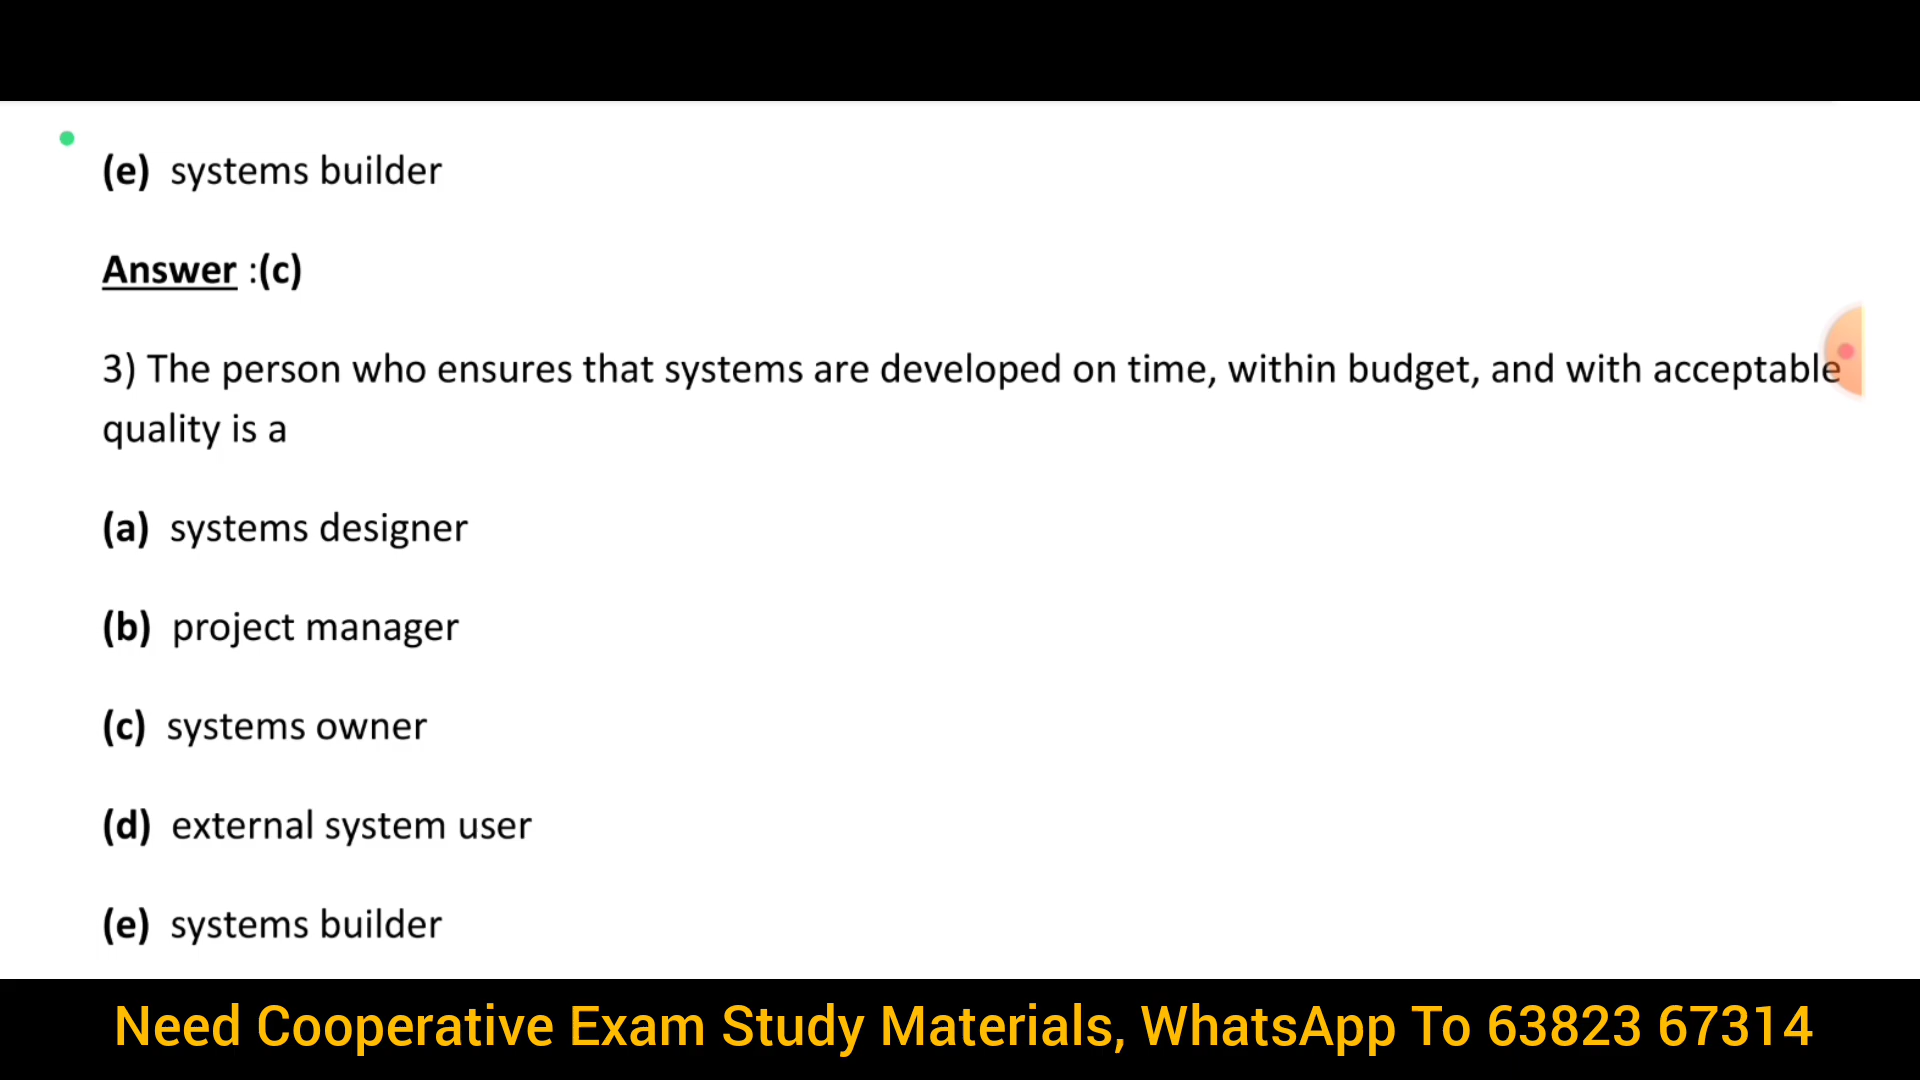 (e) systems builder
Answer :(c)
3) The person who ensures that systems are developed on time, within budget, and with acceptable
quality is a
(a) systems designer
(b) project manager
(c) systems owner
(d) external system user
(e) systems builder
Need Cooperative Exam Study Materials, WhatsApp To 63823 67314